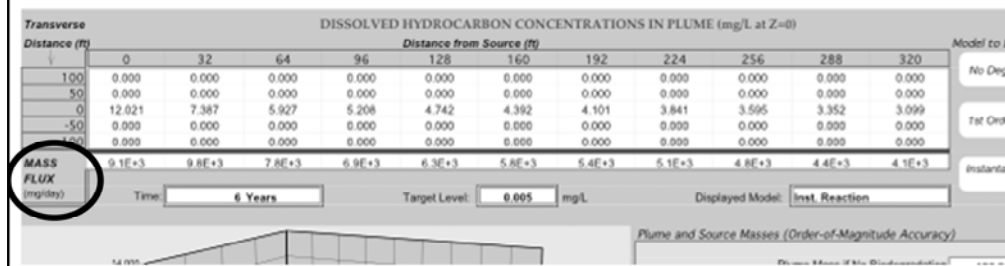 Transverse DISSOLVED HYDROCARBON CONCENTRATIONS IN PLUME (mg/L at Z=0)
Distance (ft) Distance from Source (ft) Model to
0 32 64 96 128 160 192 224 256 288 320
No Deg
100 0.000 0.000 0.000 0.000 0.000 0.000 0.000 0.000 0.000 0.000 0.000
50 0.000 0.000 0.000 0.000 0.000 0.000 0.000 0.000 0.000 0.000 0.000
0 12.021 7.387 5.927 5.208 4.742 4.392 4.101 3.841 3.595 3.352 3.099
-50 0.000 0.000 0.000 0.000 0.000 0.000 0.000 0.000 0.000 0.000 0.000
1st Ord
-100 0.000 0.000 0.000 0.000 0.000 0.000 0.000 0.000 0.000 0.000 0.000
MASS 9.1E+3 9.8E+3 7.8E+3 6.9E+3 6.3E+3 5.8E+3 5.4E+3 5.1E+3 4.8E+3 4.4E+3 4.1E+3
FLUX Instanta
(mg/day) Time: 6 Years Target Level: 0.005 mg/L Displayed Model: Inst. Reaction
Plume and Source Masses (Order-of-Magnitude Accuracy)
14.000 Plume Mass if No Biodegradation